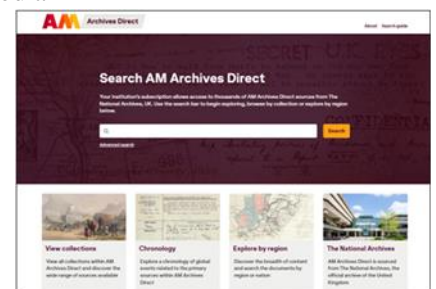 AM Archives Direct
About Search guide
Search AM Archives Direct
Your institution's subscription allows access to thousands of AM Archives Direct sources from The
National Archives, UK. Use the search bar to begin exploring, browse by collection or explore by region
below.
Search
Advanced search
View collections
View all collections within AM
Archives Direct and discover the
wide range of sources available
Chronology
Explore a chronology of global
events related to the primary
sources within AM Archives
Direct
Explore by region
Discover the breadth of content
and search the documents by
region or nation
The National Archives
AM Archives Direct is sourced
from The National Archives, the
official archive of the United
Kingdom